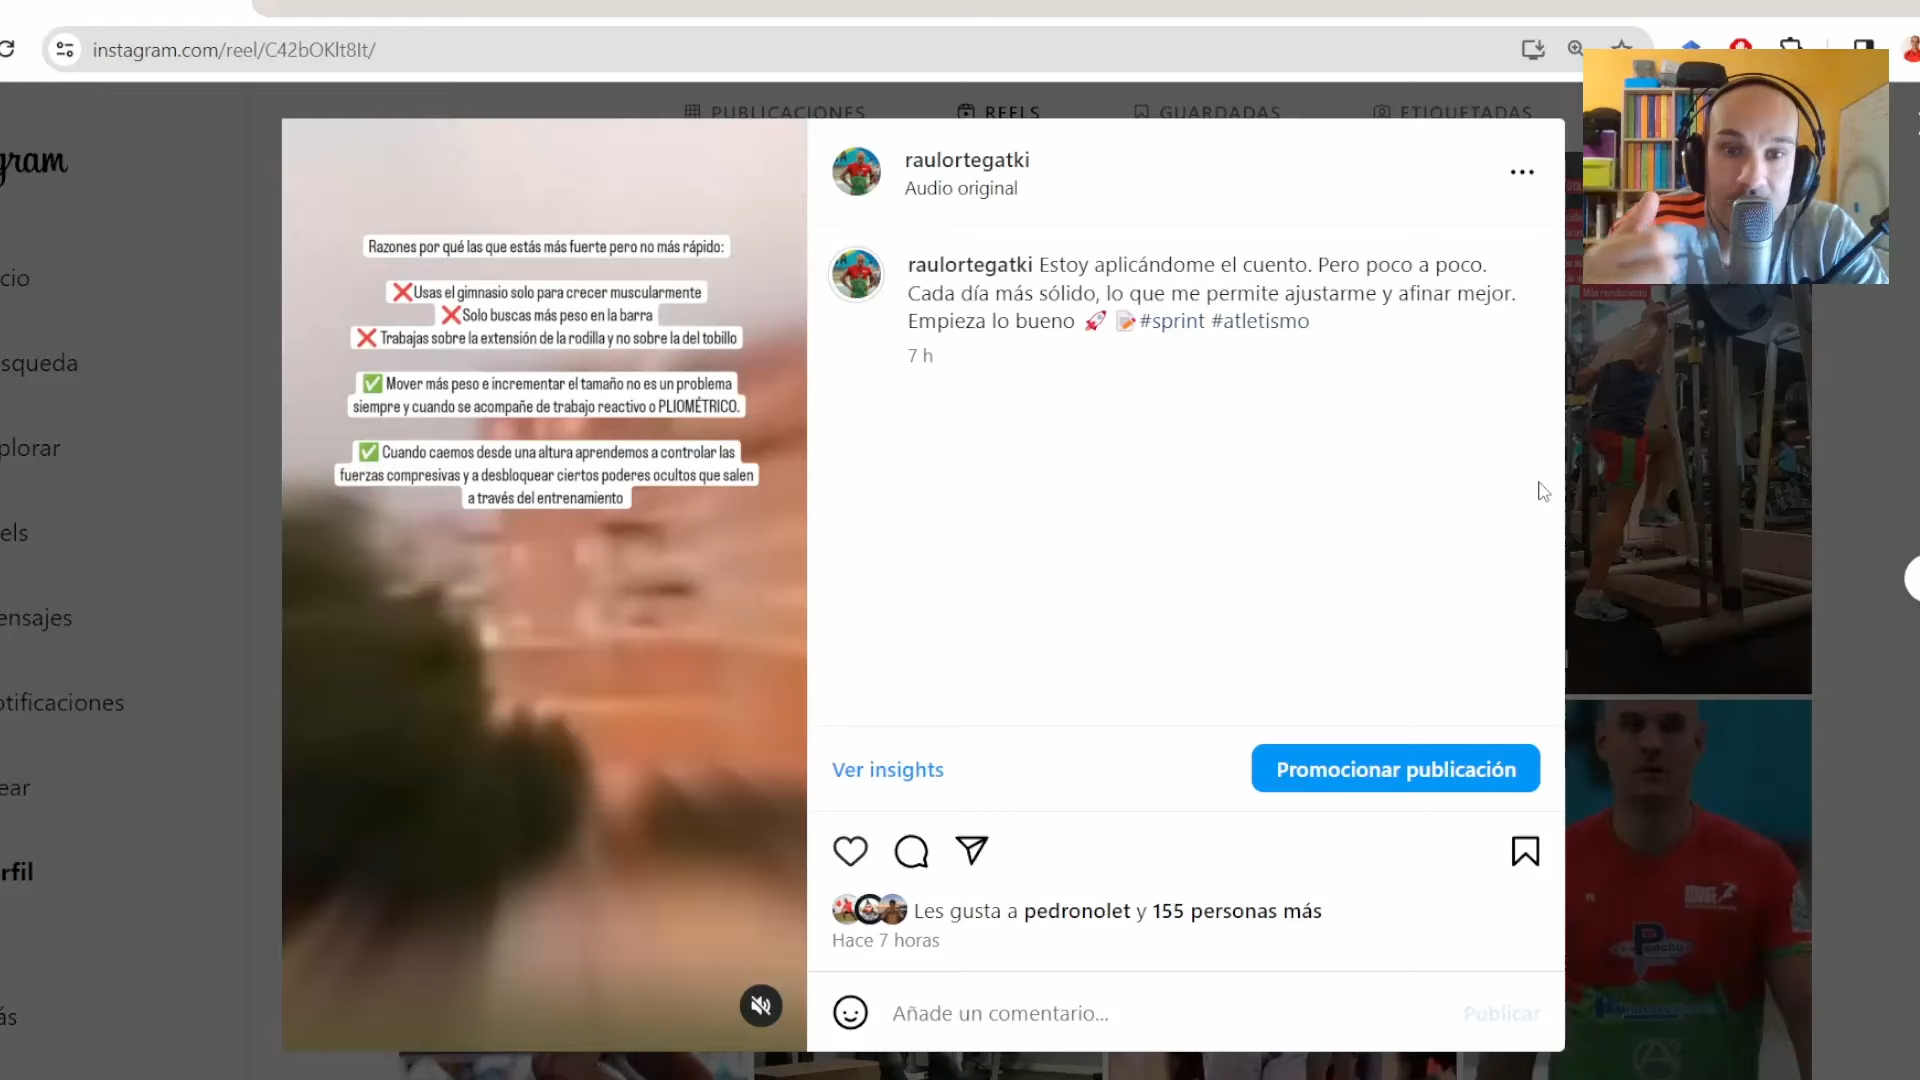 instagram.com/reel/C42bOKlt8It/
PUBLICACIONES
REELS
GUARDADAS
ETIQUETADAS
gram
cio
squeda
plorar
els
ensajes
otificaciones
ear
rfil
ás
Razones por qué las que estás más fuerte pero no más rápido:
❌Usas el gimnasio solo para crecer muscularmente
❌Solo buscas más peso en la barra
❌ Trabajas sobre la extensión de la rodilla y no sobre la del tobillo
✅ Mover más peso e incrementar el tamaño no es un problema
siempre y cuando se acompañe de trabajo reactivo o PLIOMÉTRICO.
✅ Cuando caemos desde una altura aprendemos a controlar las
fuerzas compresivas y a desbloquear ciertos poderes ocultos que salen
a través del entrenamiento
raulortegatki
Audio original
raulortegatki Estoy aplicándome el cuento. Pero poco a poco.
Cada día más sólido, lo que me permite ajustarme y afinar mejor.
Empieza lo bueno 🚀 📝#sprint #atletismo
7 h
Ver insights
Promocionar publicación
Les gusta a pedronolet y 155 personas más
Hace 7 horas
Añade un comentario...
Publicar
Más rendimiento